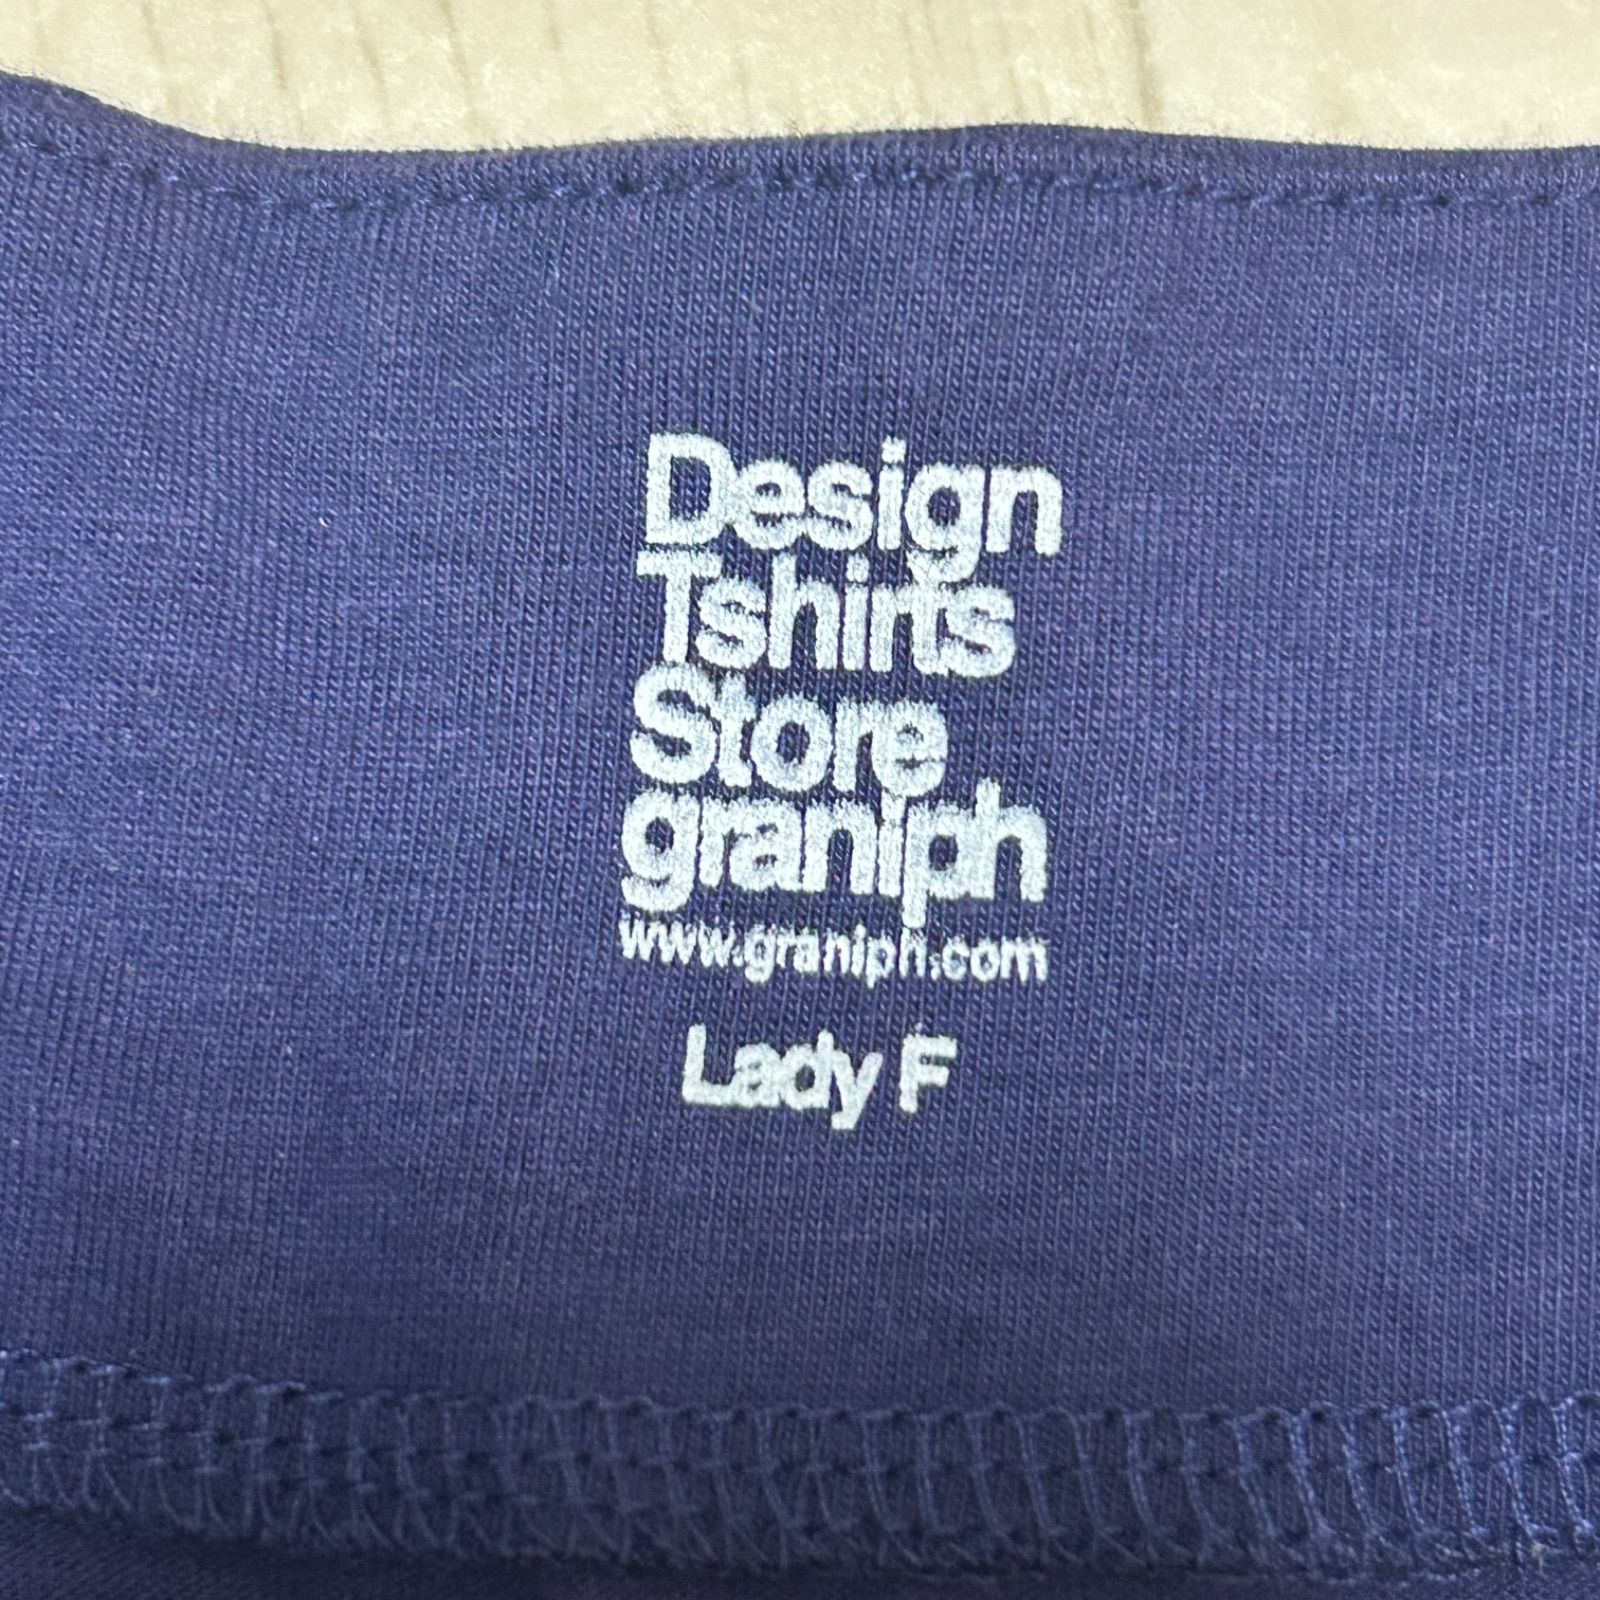 Design
Tshirts
Store
graniph
www.graniph.com
Lady F